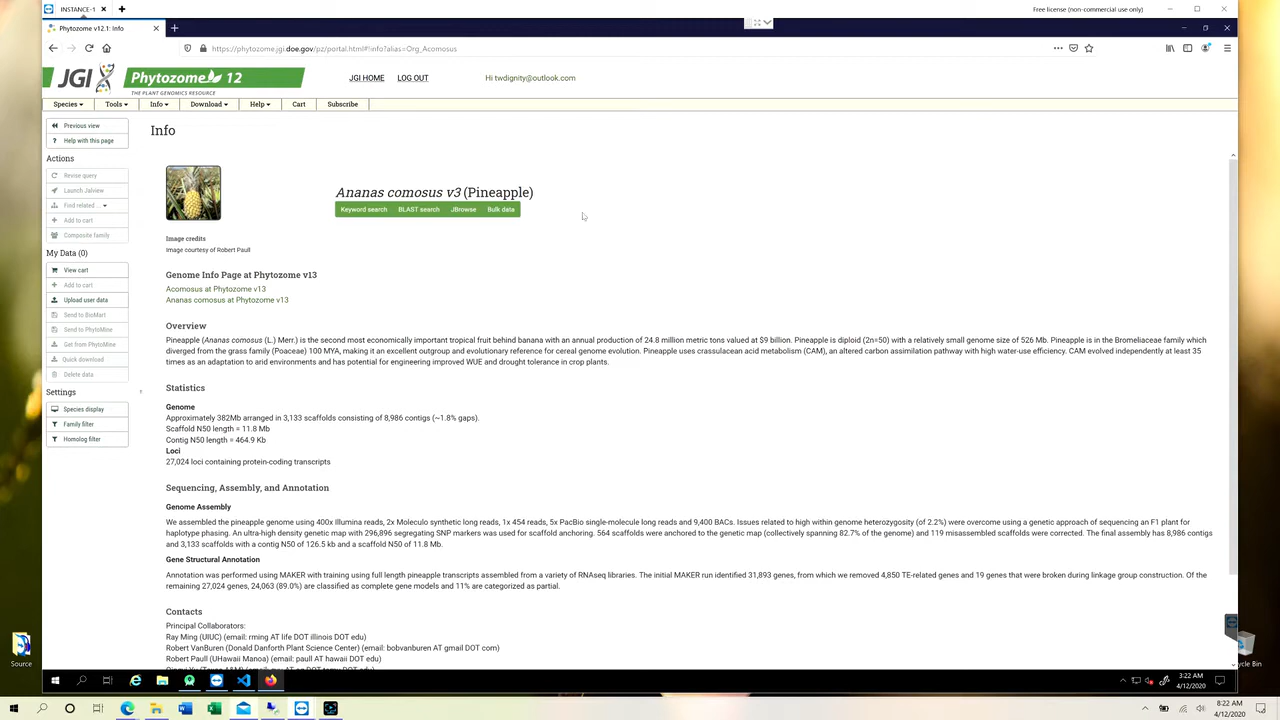 INSTANCE-1
Free license (non-commercial use only)
Phytozome v12.1: Info
https://phytozome.jgi.doe.gov/pz/portal.html#!info?alias=Org_Acomosus
JGI Phytozome 12
THE PLANT GENOMICS RESOURCE
JGI HOME LOG OUT Hi twdignity@outlook.com
Species Tools Info Download Help Cart Subscribe
Previous view
Help with this page
Actions
Revise query
Launch Jalview
Find related ...
Add to cart
Composite family
My Data (0)
View cart
Add to cart
Upload user data
Send to BioMart
Send to PhytoMine
Get from PhytoMine
Quick download
Delete data
Settings
Species display
Family filter
Homolog filter
Info
Ananas comosus v3 (Pineapple)
Keyword search BLAST search JBrowse Bulk data
Image credits
Image courtesy of Robert Paull
Genome Info Page at Phytozome v13
Acomosus at Phytozome v13
Ananas comosus at Phytozome v13
Overview
Pineapple (Ananas comosus (L.) Merr.) is the second most economically important tropical fruit behind banana with an annual production of 24.8 million metric tons valued at $9 billion. Pineapple is diploid (2n=50) with a relatively small genome size of 526 Mb. Pineapple is in the Bromeliaceae family which
diverged from the grass family (Poaceae) 100 MYA, making it an excellent outgroup and evolutionary reference for cereal genome evolution. Pineapple uses crassulacean acid metabolism (CAM), an altered carbon assimilation pathway with high water-use efficiency. CAM evolved independently at least 35
times as an adaptation to arid environments and has potential for engineering improved WUE and drought tolerance in crop plants.
Statistics
Genome
Approximately 382Mb arranged in 3,133 scaffolds consisting of 8,986 contigs (~1.8% gaps).
Scaffold N50 length = 11.8 Mb
Contig N50 length = 464.9 Kb
Loci
27,024 loci containing protein-coding transcripts
Sequencing, Assembly, and Annotation
Genome Assembly
We assembled the pineapple genome using 400x Illumina reads, 2x Moleculo synthetic long reads, 1x 454 reads, 5x PacBio single-molecule long reads and 9,400 BACs. Issues related to high within genome heterozygosity (of 2.2%) were overcome using a genetic approach of sequencing an F1 plant for
haplotype phasing. An ultra-high density genetic map with 296,896 segregating SNP markers was used for scaffold anchoring. 564 scaffolds were anchored to the genetic map (collectively spanning 82.7% of the genome) and 119 misassembled scaffolds were corrected. The final assembly has 8,986 contigs
and 3,133 scaffolds with a contig N50 of 126.5 kb and a scaffold N50 of 11.8 Mb.
Gene Structural Annotation
Annotation was performed using MAKER with training using full length pineapple transcripts assembled from a variety of RNAseq libraries. The initial MAKER run identified 31,893 genes, from which we removed 4,850 TE-related genes and 19 genes that were broken during linkage group construction. Of the
remaining 27,024 genes, 24,063 (89.0%) are classified as complete gene models and 11% are categorized as partial.
Contacts
Principal Collaborators:
Ray Ming (UIUC) (email: rming AT life DOT illinois DOT edu)
Robert VanBuren (Donald Danforth Plant Science Center) (email: bobvanburen AT gmail DOT com)
Robert Paull (UHawaii Manoa) (email: paull AT hawaii DOT edu)
Source
cycle Bin
3:22 AM
4/12/2020
8:22 AM
4/12/2020